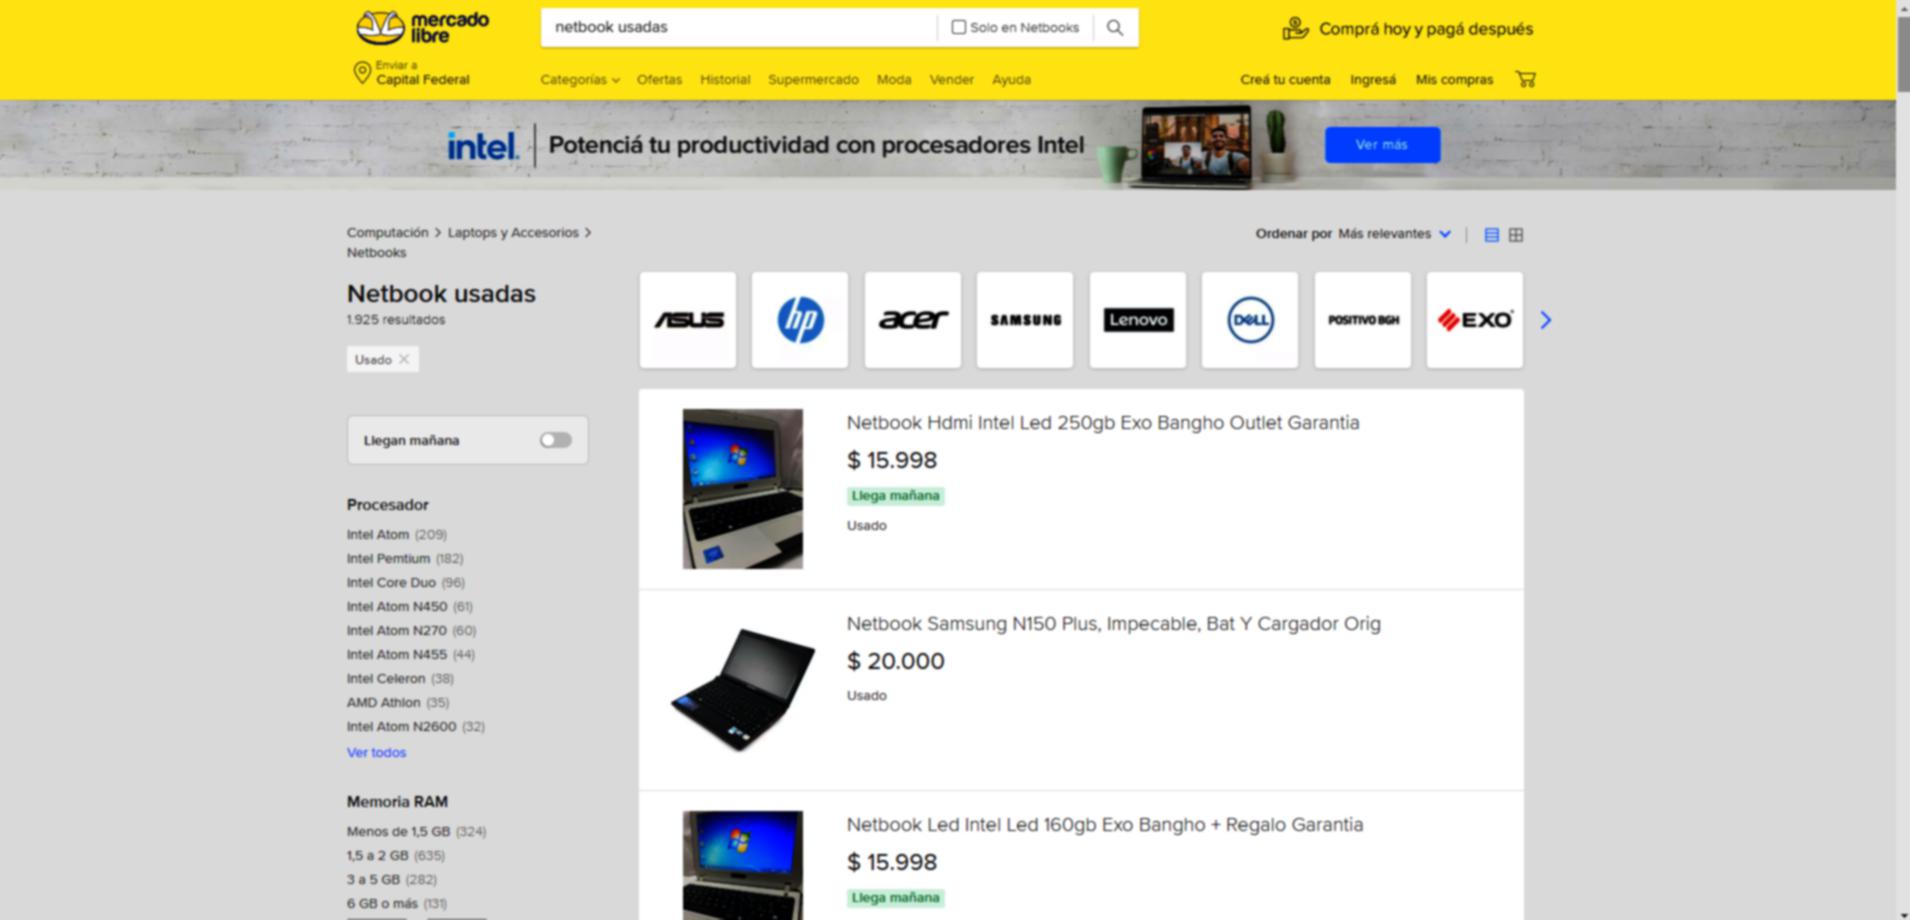 mercado
libre
netbook usadas
Solo en Netbooks
Comprá hoy y pagá después
Enviar a
Capital Federal
Categorías Ofertas Historial Supermercado Moda Vender Ayuda
Creá tu cuenta Ingresá Mis compras
intel. Potenciá tu productividad con procesadores Intel
Ver más
Computación > Laptops y Accesorios >
Netbooks
Ordenar por Más relevantes
Netbook usadas
1.925 resultados
Usado
ASUS hp acer SAMSUNG Lenovo DELL POSITIVO BGH EXO
Llegan mañana
Procesador
Intel Atom (209)
Intel Pemtium (182)
Intel Core Duo (96)
Intel Atom N450 (61)
Intel Atom N270 (60)
Intel Atom N455 (44)
Intel Celeron (38)
AMD Athlon (35)
Intel Atom N2600 (32)
Ver todos
Memoria RAM
Menos de 1,5 GB (324)
1,5 a 2 GB (635)
3 a 5 GB (282)
6 GB o más (131)
Netbook Hdmi Intel Led 250gb Exo Bangho Outlet Garantia
$ 15.998
Llega mañana
Usado
Netbook Samsung N150 Plus, Impecable, Bat Y Cargador Orig
$ 20.000
Usado
Netbook Led Intel Led 160gb Exo Bangho + Regalo Garantia
$ 15.998
Llega mañana